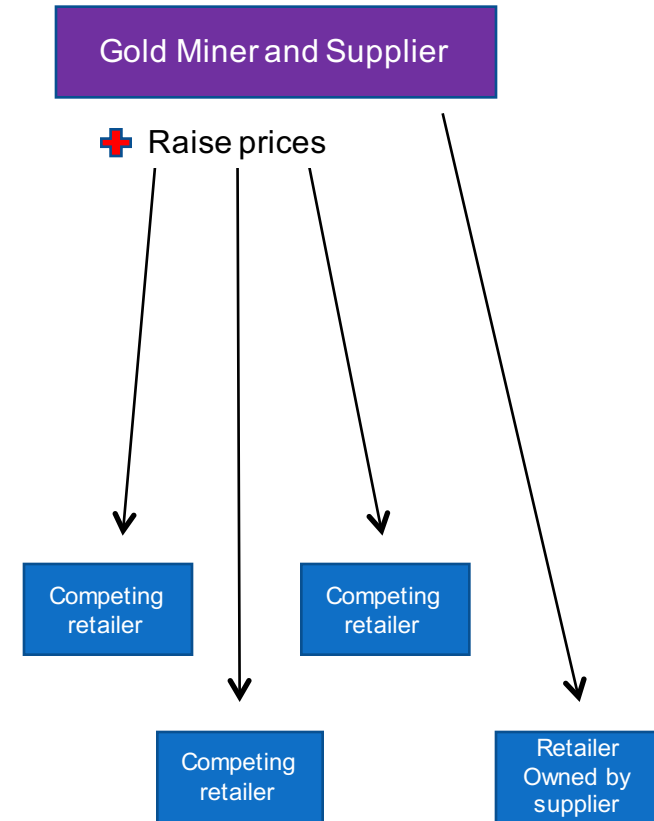 Gold Miner and Supplier
Raise prices
Competing
retailer
Competing
retailer
Competing
retailer
Retailer
Owned by
supplier